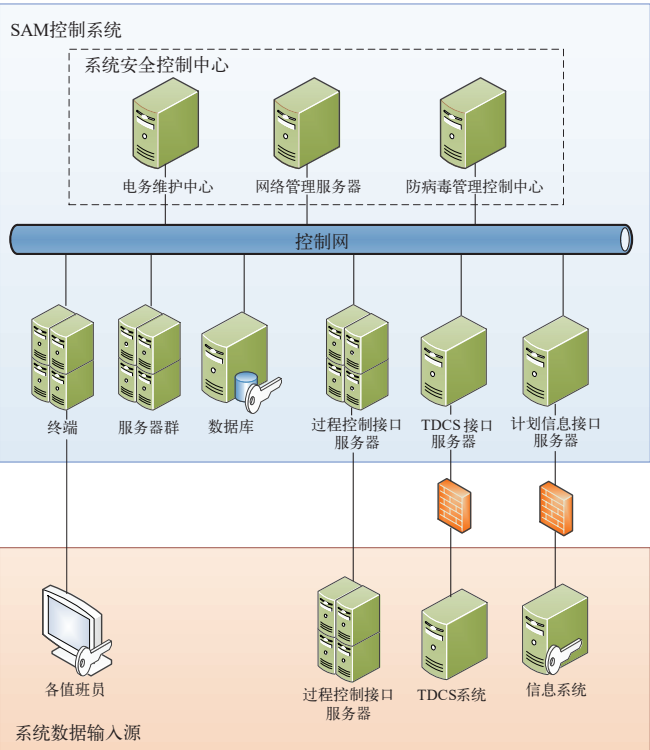 SAM控制系统
系统安全控制中心
电务维护中心
网络管理服务器
防病毒管理控制中心
控制网
终端
服务器群
数据库
过程控制接口
服务器
TDCS 接口
服务器
计划信息接口
服务器
各值班员
过程控制接口
服务器
TDCS系统
信息系统
系统数据输入源